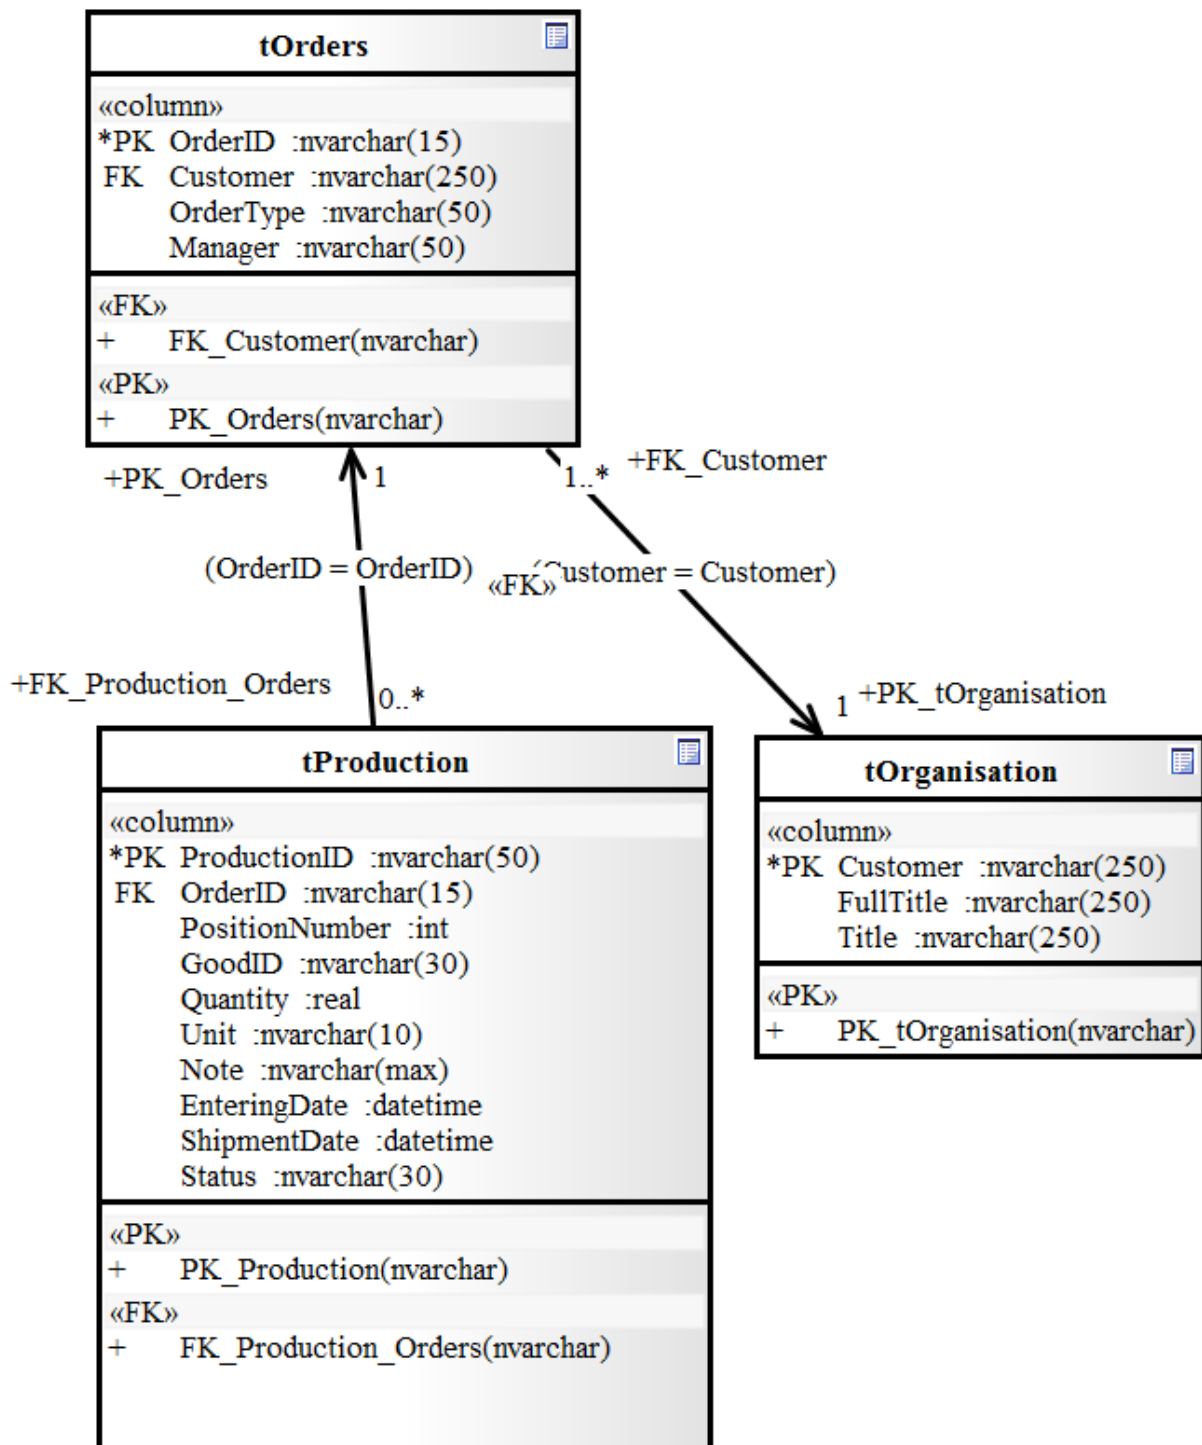 tOrders
«column»
*PK OrderID :nvarchar(15)
FK Customer :nvarchar(250)
OrderType :nvarchar(50)
Manager :nvarchar(50)
«FK»
+ FK_Customer(nvarchar)
«PK»
+ PK_Orders(nvarchar)
+PK_Orders
1
1..*
+FK_Customer
(OrderID = OrderID)
«FK»
(Customer = Customer)
+FK_Production_Orders
0..*
1
+PK_tOrganisation
tProduction
«column»
*PK ProductionID :nvarchar(50)
FK OrderID :nvarchar(15)
PositionNumber :int
GoodID :nvarchar(30)
Quantity :real
Unit :nvarchar(10)
Note :nvarchar(max)
EnteringDate :datetime
ShipmentDate :datetime
Status :nvarchar(30)
«PK»
+ PK_Production(nvarchar)
«FK»
+ FK_Production_Orders(nvarchar)
tOrganisation
«column»
*PK Customer :nvarchar(250)
FullTitle :nvarchar(250)
Title :nvarchar(250)
«PK»
+ PK_tOrganisation(nvarchar)